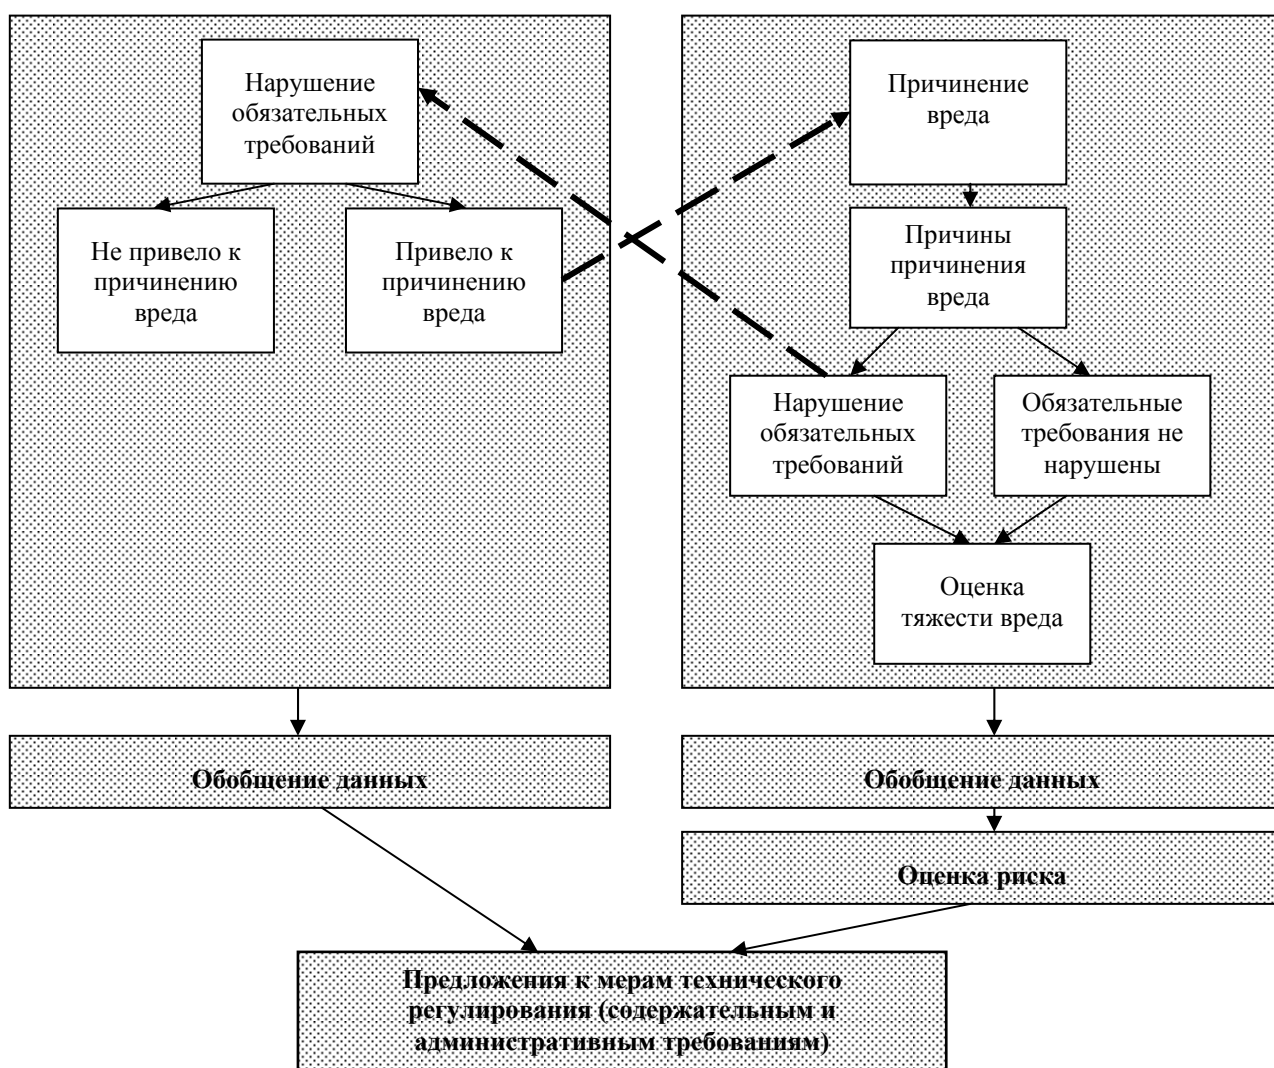 Нарушение
обязательных
требований
Не привело к
причинению
вреда
Привело к
причинению
вреда
Причинение
вреда
Причины
причинения
вреда
Нарушение
обязательных
требований
Обязательные
требования не
нарушены
Оценка
тяжести вреда
Обобщение данных
Обобщение данных
Оценка риска
Предложения к мерам технического
регулирования (содержательным и
административным требованиям)